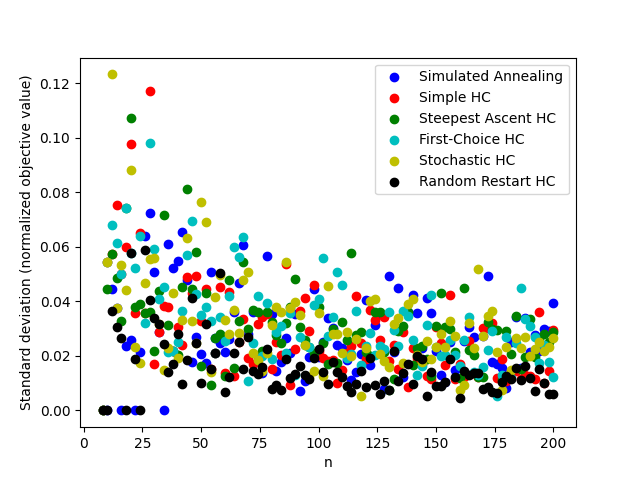 Simulated Annealing
Simple HC
Steepest Ascent HC
First-Choice HC
Stochastic HC
Random Restart HC
Standard deviation (normalized objective value)
0.12
0.10
0.08
0.06
0.04
0.02
0.00
0 25 50 75 100 125 150 175 200
n